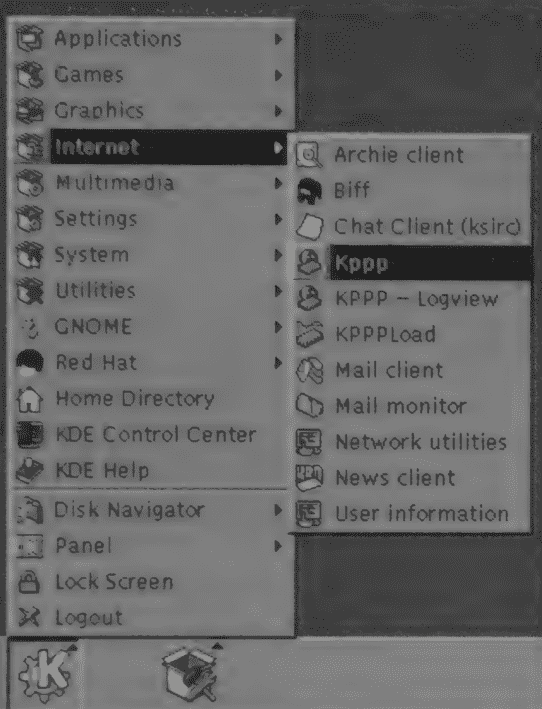 Applications
Games
Graphics
Internet
Multimedia
Settings
System
Utilities
GNOME
Red Hat
Home Directory
KDE Control Center
KDE Help
Disk Navigator
Panel
Lock Screen
Logout
Archie client
Biff
Chat Client (ksirc)
Kppp
KPPP – Logview
KPPPLoad
Mail client
Mail monitor
Network utilities
News client
User information
K